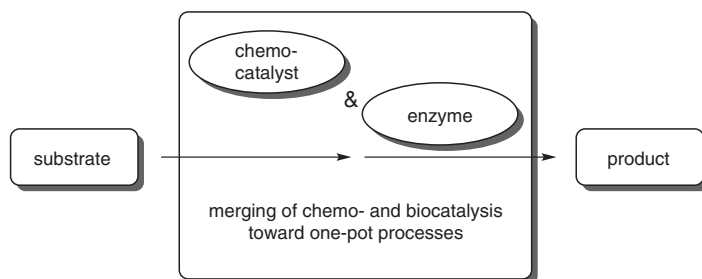 chemo-
catalyst
&
enzyme
substrate
product
merging of chemo- and biocatalysis
toward one-pot processes